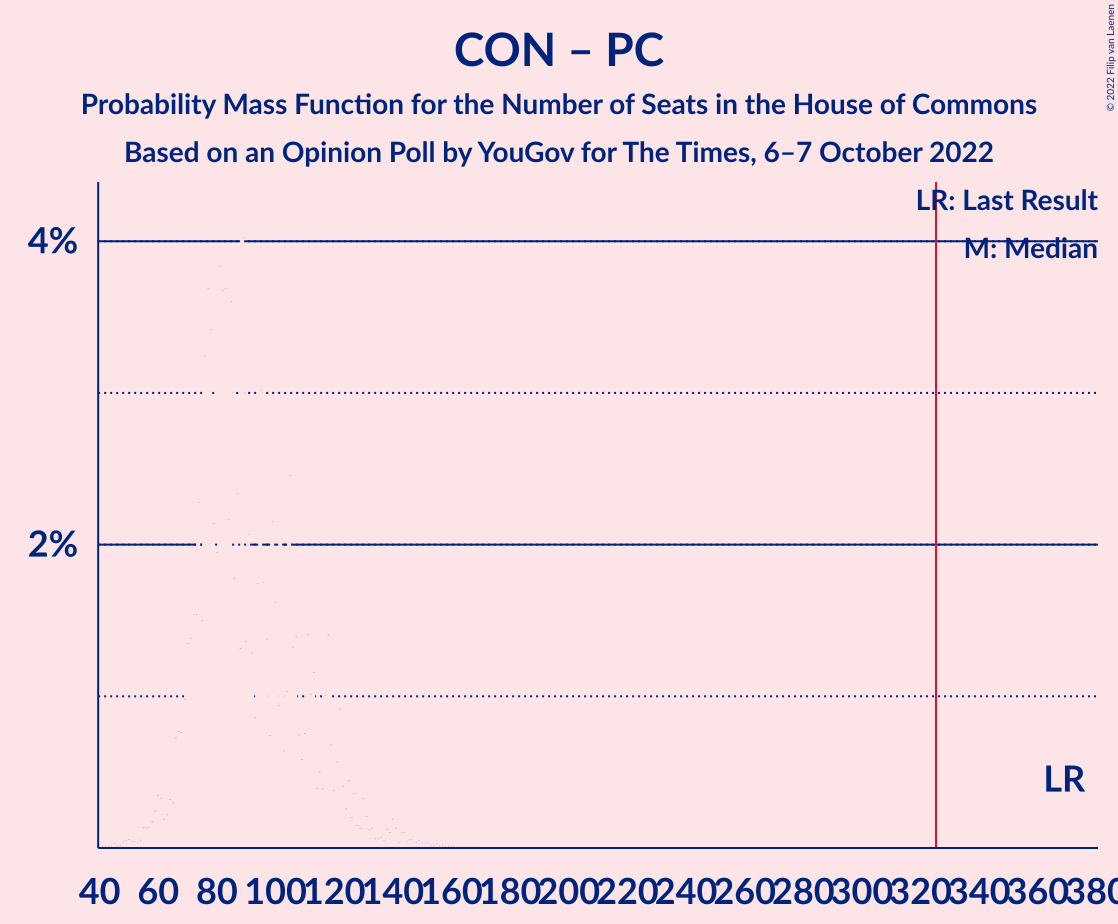 CON – PC
Probability Mass Function for the Number of Seats in the House of Commons
Based on an Opinion Poll by YouGov for The Times, 6–7 October 2022
© 2022 Filip van Laenen
LR: Last Result
M: Median
4%
2%
LR
40 60 80 100 120 140 160 180 200 220 240 260 280 300 320 340 360 380